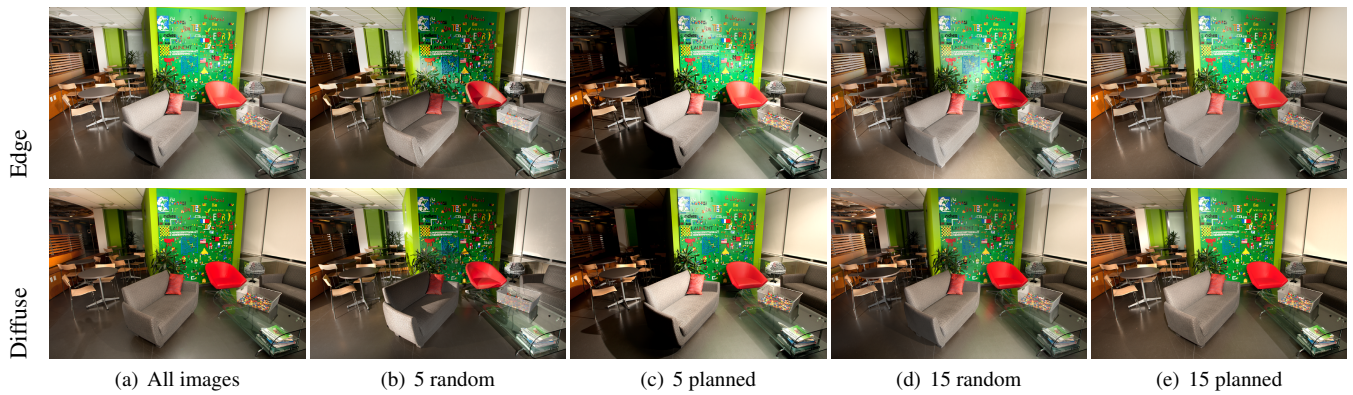 Edge
Diffuse
(a) All images
(b) 5 random
(c) 5 planned
(d) 15 random
(e) 15 planned